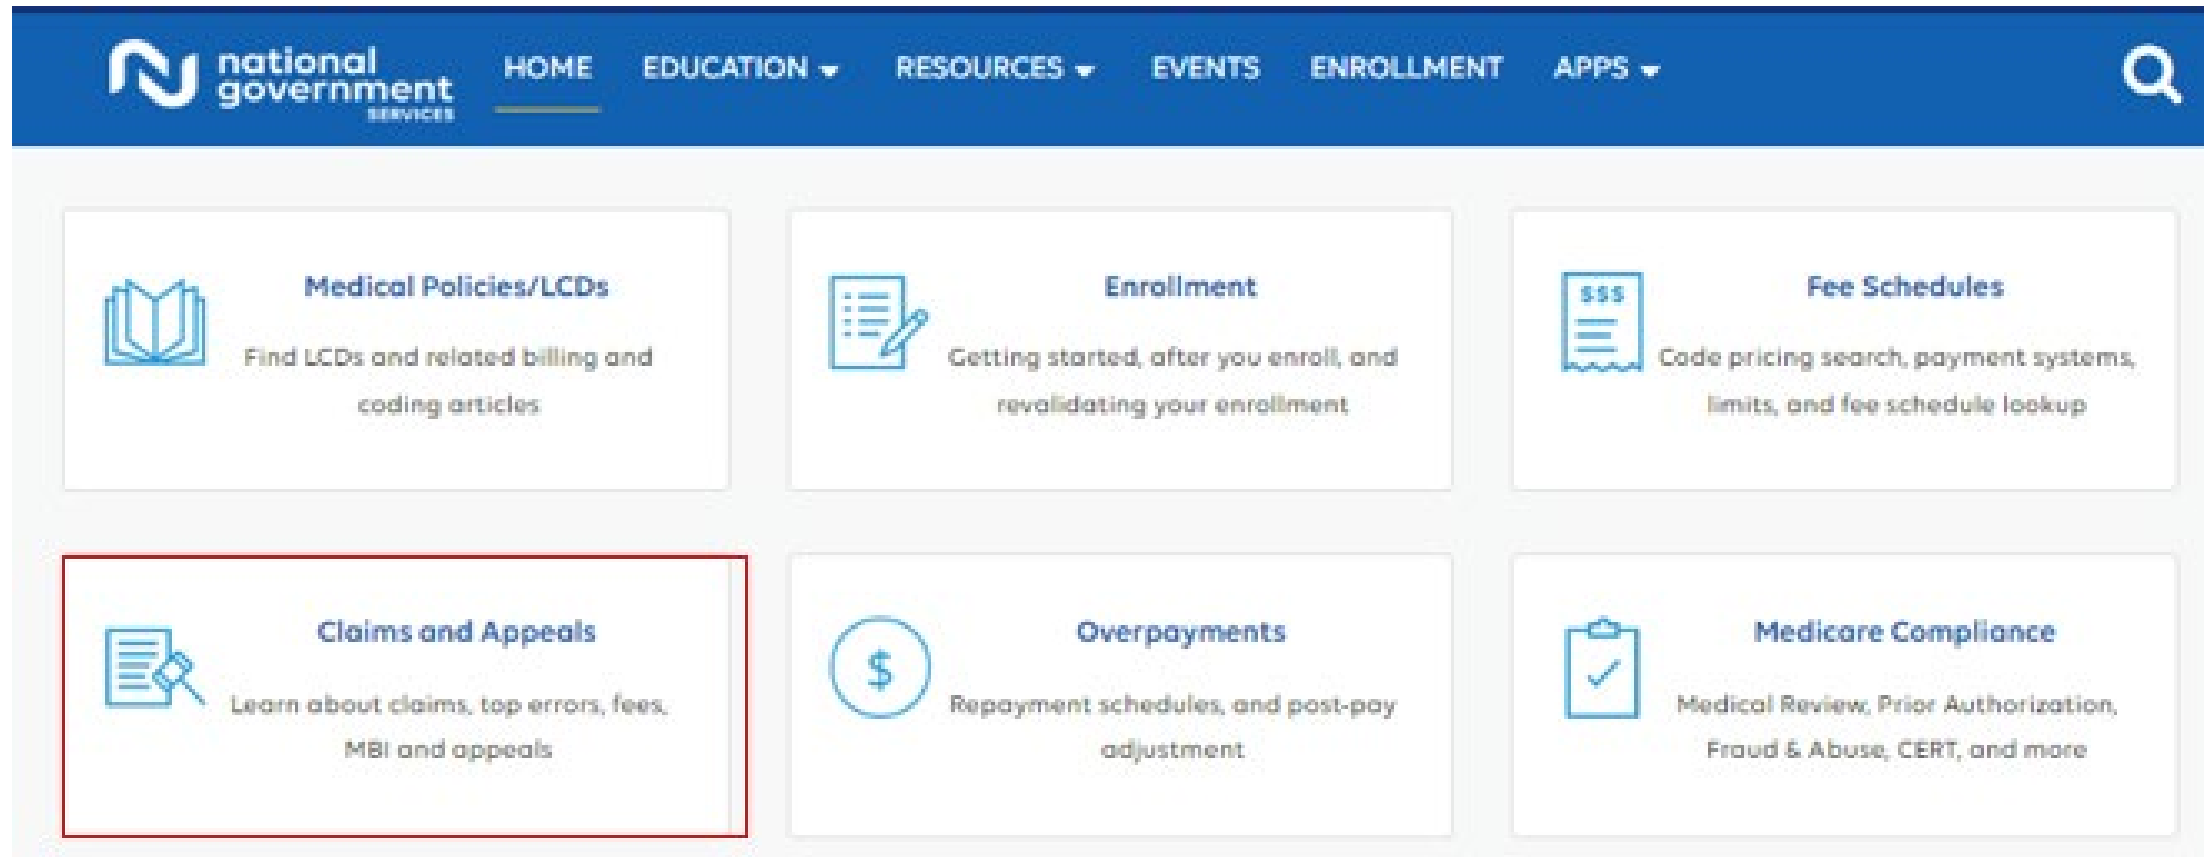 national
government
SERVICES
HOME
EDUCATION
RESOURCES
EVENTS
ENROLLMENT
APPS
Medical Policies/LCDs
Find LCDs and related billing and
coding articles
Enrollment
Getting started, after you enroll, and
revalidating your enrollment
$$$
Fee Schedules
Code pricing search, payment systems,
limits, and fee schedule lookup
Claims and Appeals
Learn about claims, top errors, fees,
MBI and appeals
$
Overpayments
Repayment schedules, and post-pay
adjustment
Medicare Compliance
Medical Review, Prior Authorization,
Fraud & Abuse, CERT, and more